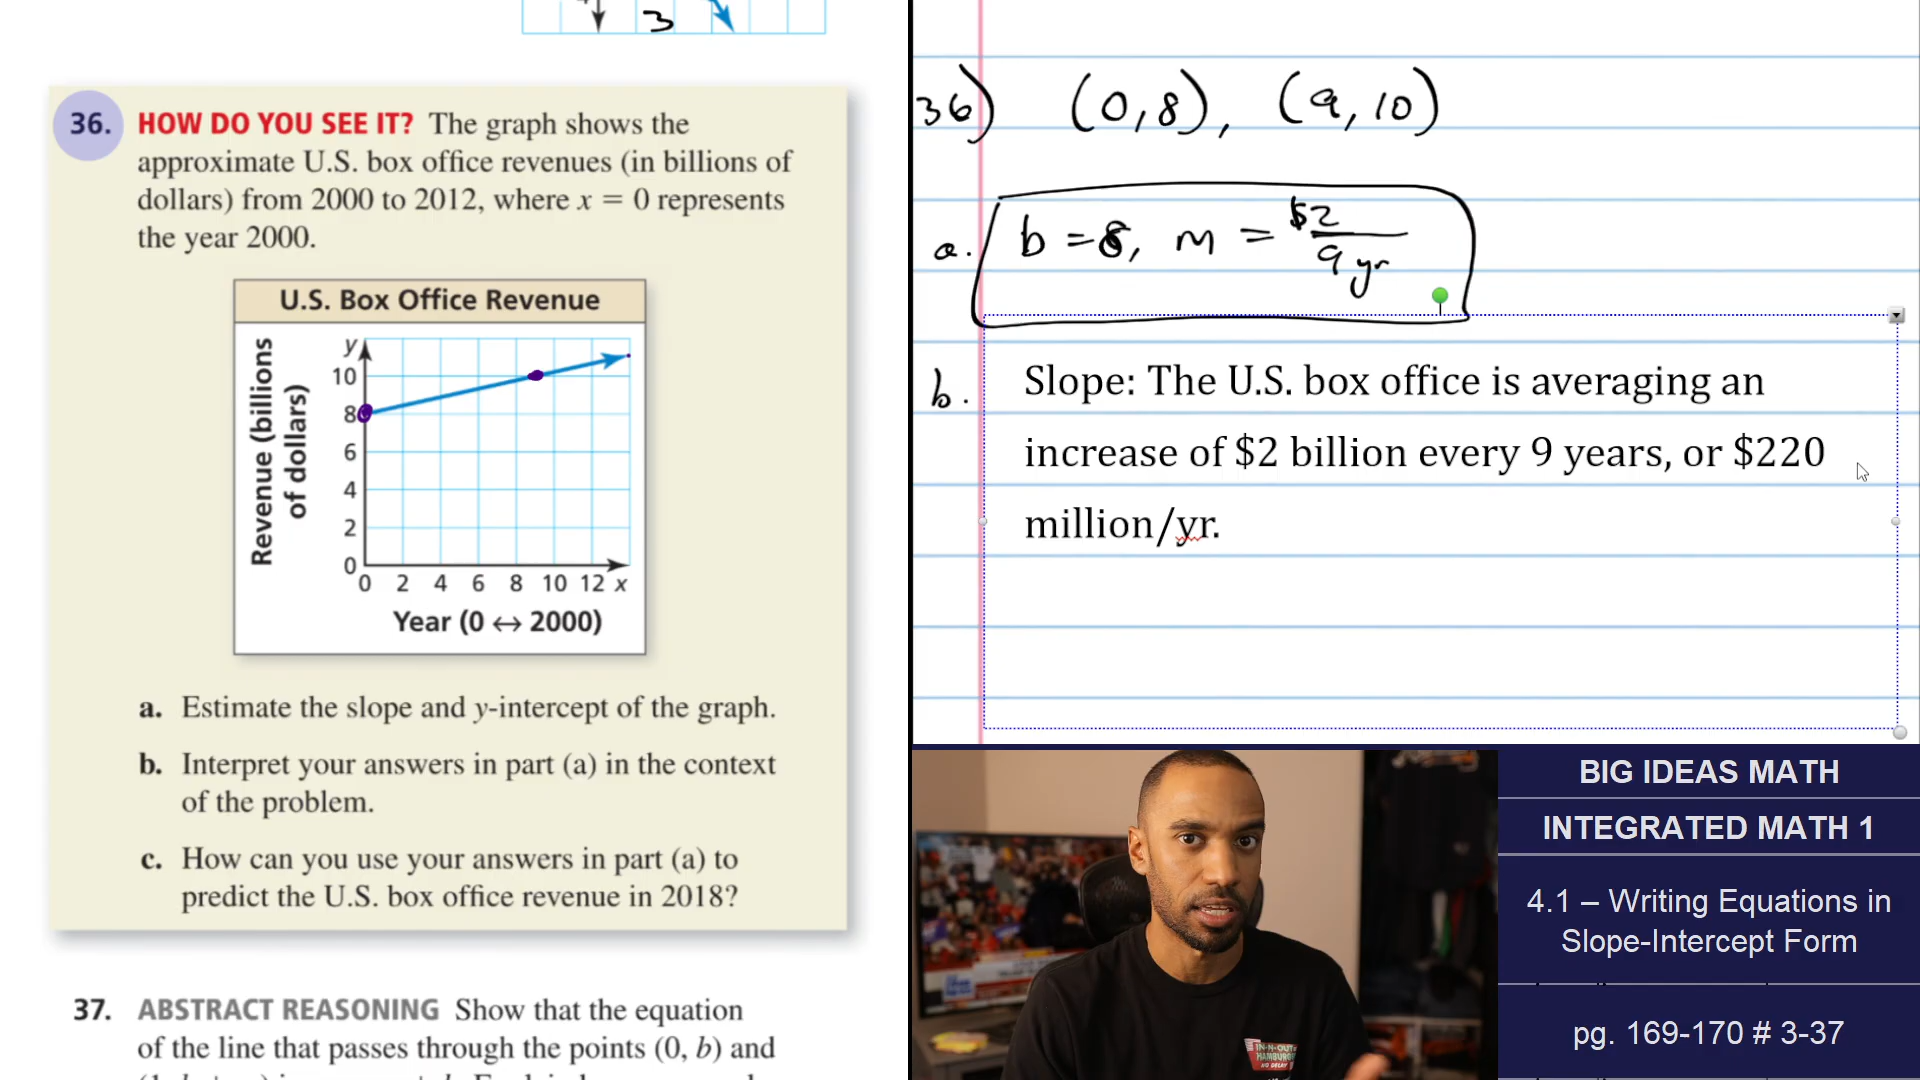 3
36. HOW DO YOU SEE IT? The graph shows the
approximate U.S. box office revenues (in billions of
dollars) from 2000 to 2012, where x = 0 represents
the year 2000.
U.S. Box Office Revenue
Revenue (billions
of dollars)
y
10
8
6
4
2
0
0 2 4 6 8 10 12 x
Year (0 ↔ 2000)
a. Estimate the slope and y-intercept of the graph.
b. Interpret your answers in part (a) in the context
of the problem.
c. How can you use your answers in part (a) to
predict the U.S. box office revenue in 2018?
37. ABSTRACT REASONING Show that the equation
of the line that passes through the points (0, b) and
36) (0,8), (9,10)
a. b = 8, m = $2/9yr
b. Slope: The U.S. box office is averaging an
increase of $2 billion every 9 years, or $220
million/yr.
IN-N-OUT
HAMBURG
NO DELAY
BIG IDEAS MATH
INTEGRATED MATH 1
4.1 – Writing Equations in
Slope-Intercept Form
pg. 169-170 # 3-37